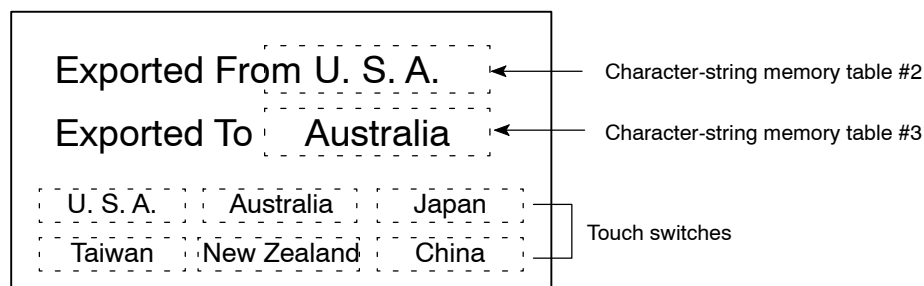 Exported From U. S. A.
Character-string memory table #2
Exported To Australia
Character-string memory table #3
U. S. A. Australia Japan
Taiwan New Zealand China
Touch switches